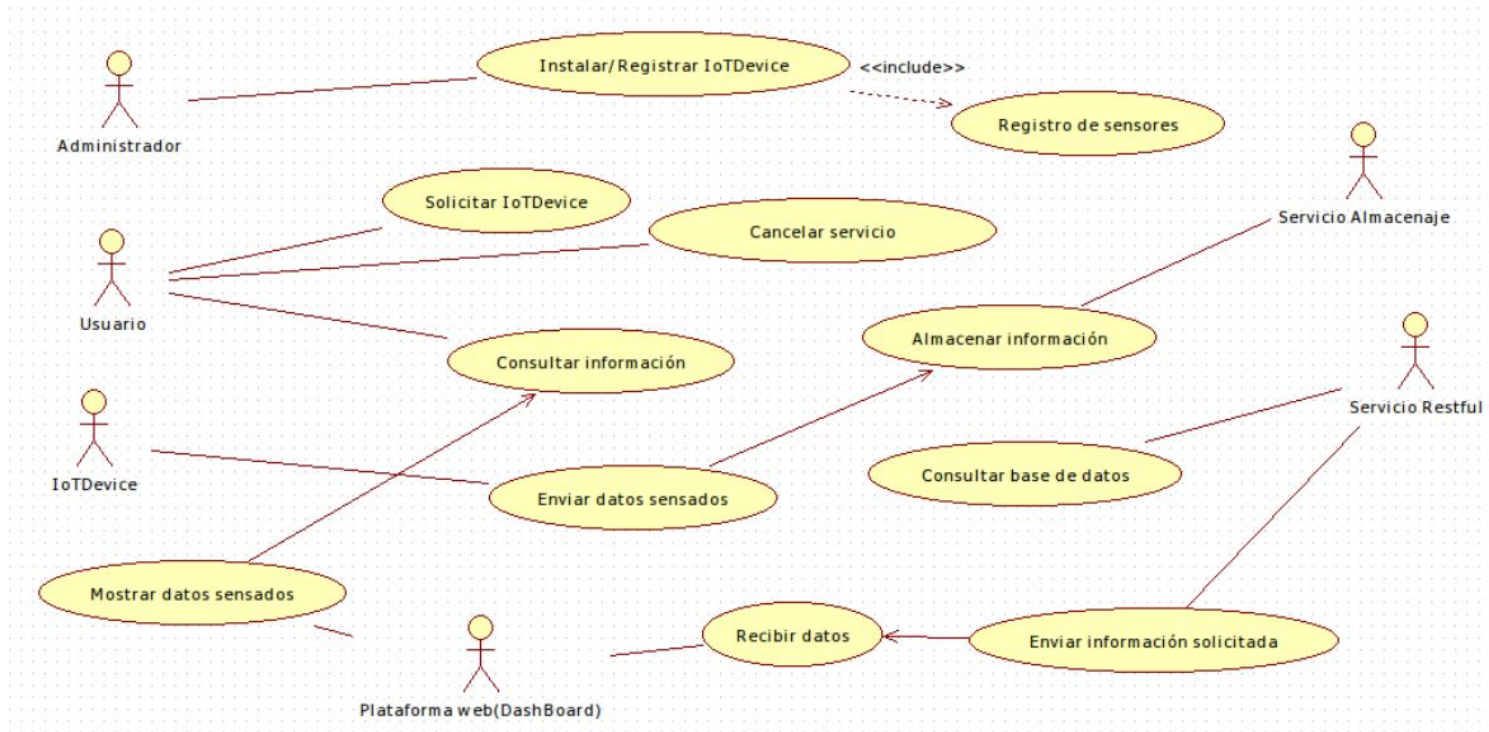 Instalar/Registrar IoTDevice
<<include>>
Registro de sensores
Administrador
Solicitar IoTDevice
Servicio Almacenaje
Cancelar servicio
Usuario
Almacenar información
Consultar información
Servicio Restful
Consultar base de datos
IoTDevice
Enviar datos sensados
Mostrar datos sensados
Recibir datos
Enviar información solicitada
Plataforma web(DashBoard)